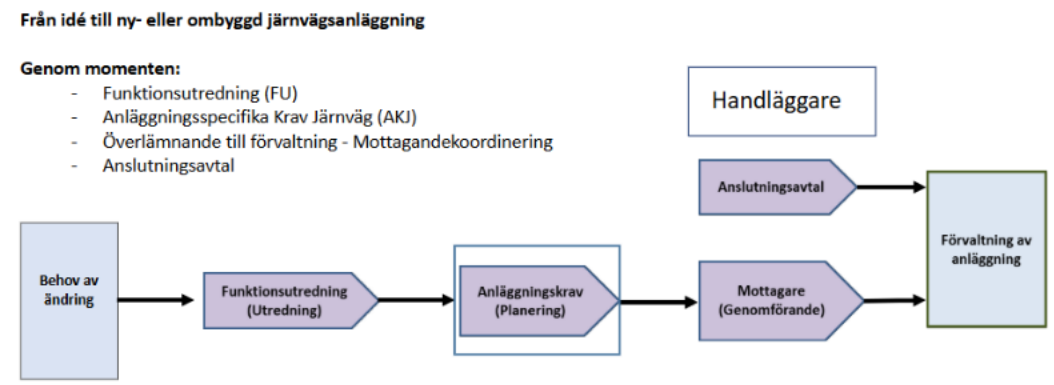 Från idé till ny- eller ombyggd järnvägsanläggning
Genom momenten:
- Funktionsutredning (FU)
- Anläggningsspecifika Krav Järnväg (AKJ)
- Överlämnande till förvaltning - Mottagandekoordinering
- Anslutningsavtal
Handläggare
Anslutningsavtal
Förvaltning av
anläggning
Behov av
ändring
Funktionsutredning
(Utredning)
Anläggningskrav
(Planering)
Mottagare
(Genomförande)